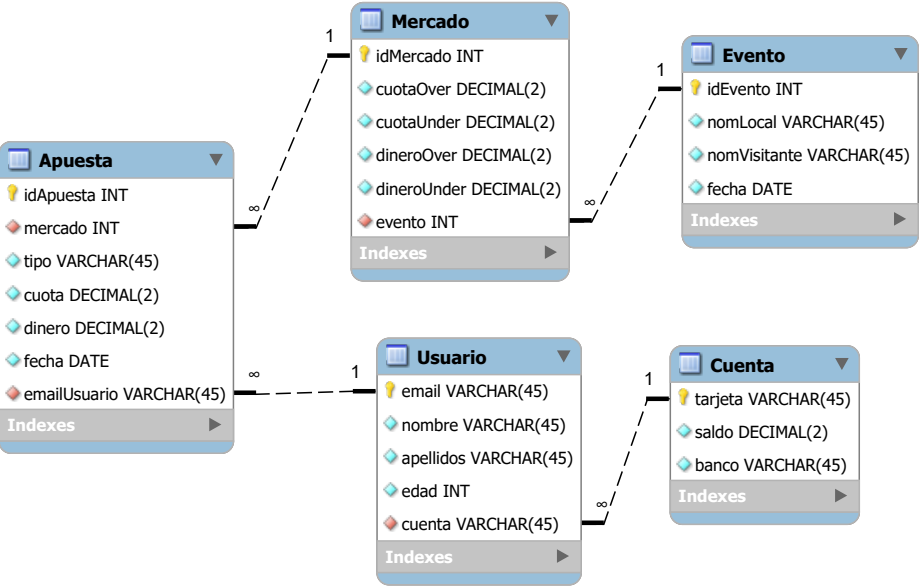 Mercado
idMercado INT
cuotaOver DECIMAL(2)
cuotaUnder DECIMAL(2)
dineroOver DECIMAL(2)
dineroUnder DECIMAL(2)
evento INT
Indexes
1
∞
Evento
idEvento INT
nomLocal VARCHAR(45)
nomVisitante VARCHAR(45)
fecha DATE
Indexes
1
∞
Apuesta
idApuesta INT
mercado INT
tipo VARCHAR(45)
cuota DECIMAL(2)
dinero DECIMAL(2)
fecha DATE
emailUsuario VARCHAR(45)
Indexes
∞
1
Usuario
email VARCHAR(45)
nombre VARCHAR(45)
apellidos VARCHAR(45)
edad INT
cuenta VARCHAR(45)
Indexes
∞
1
Cuenta
tarjeta VARCHAR(45)
saldo DECIMAL(2)
banco VARCHAR(45)
Indexes